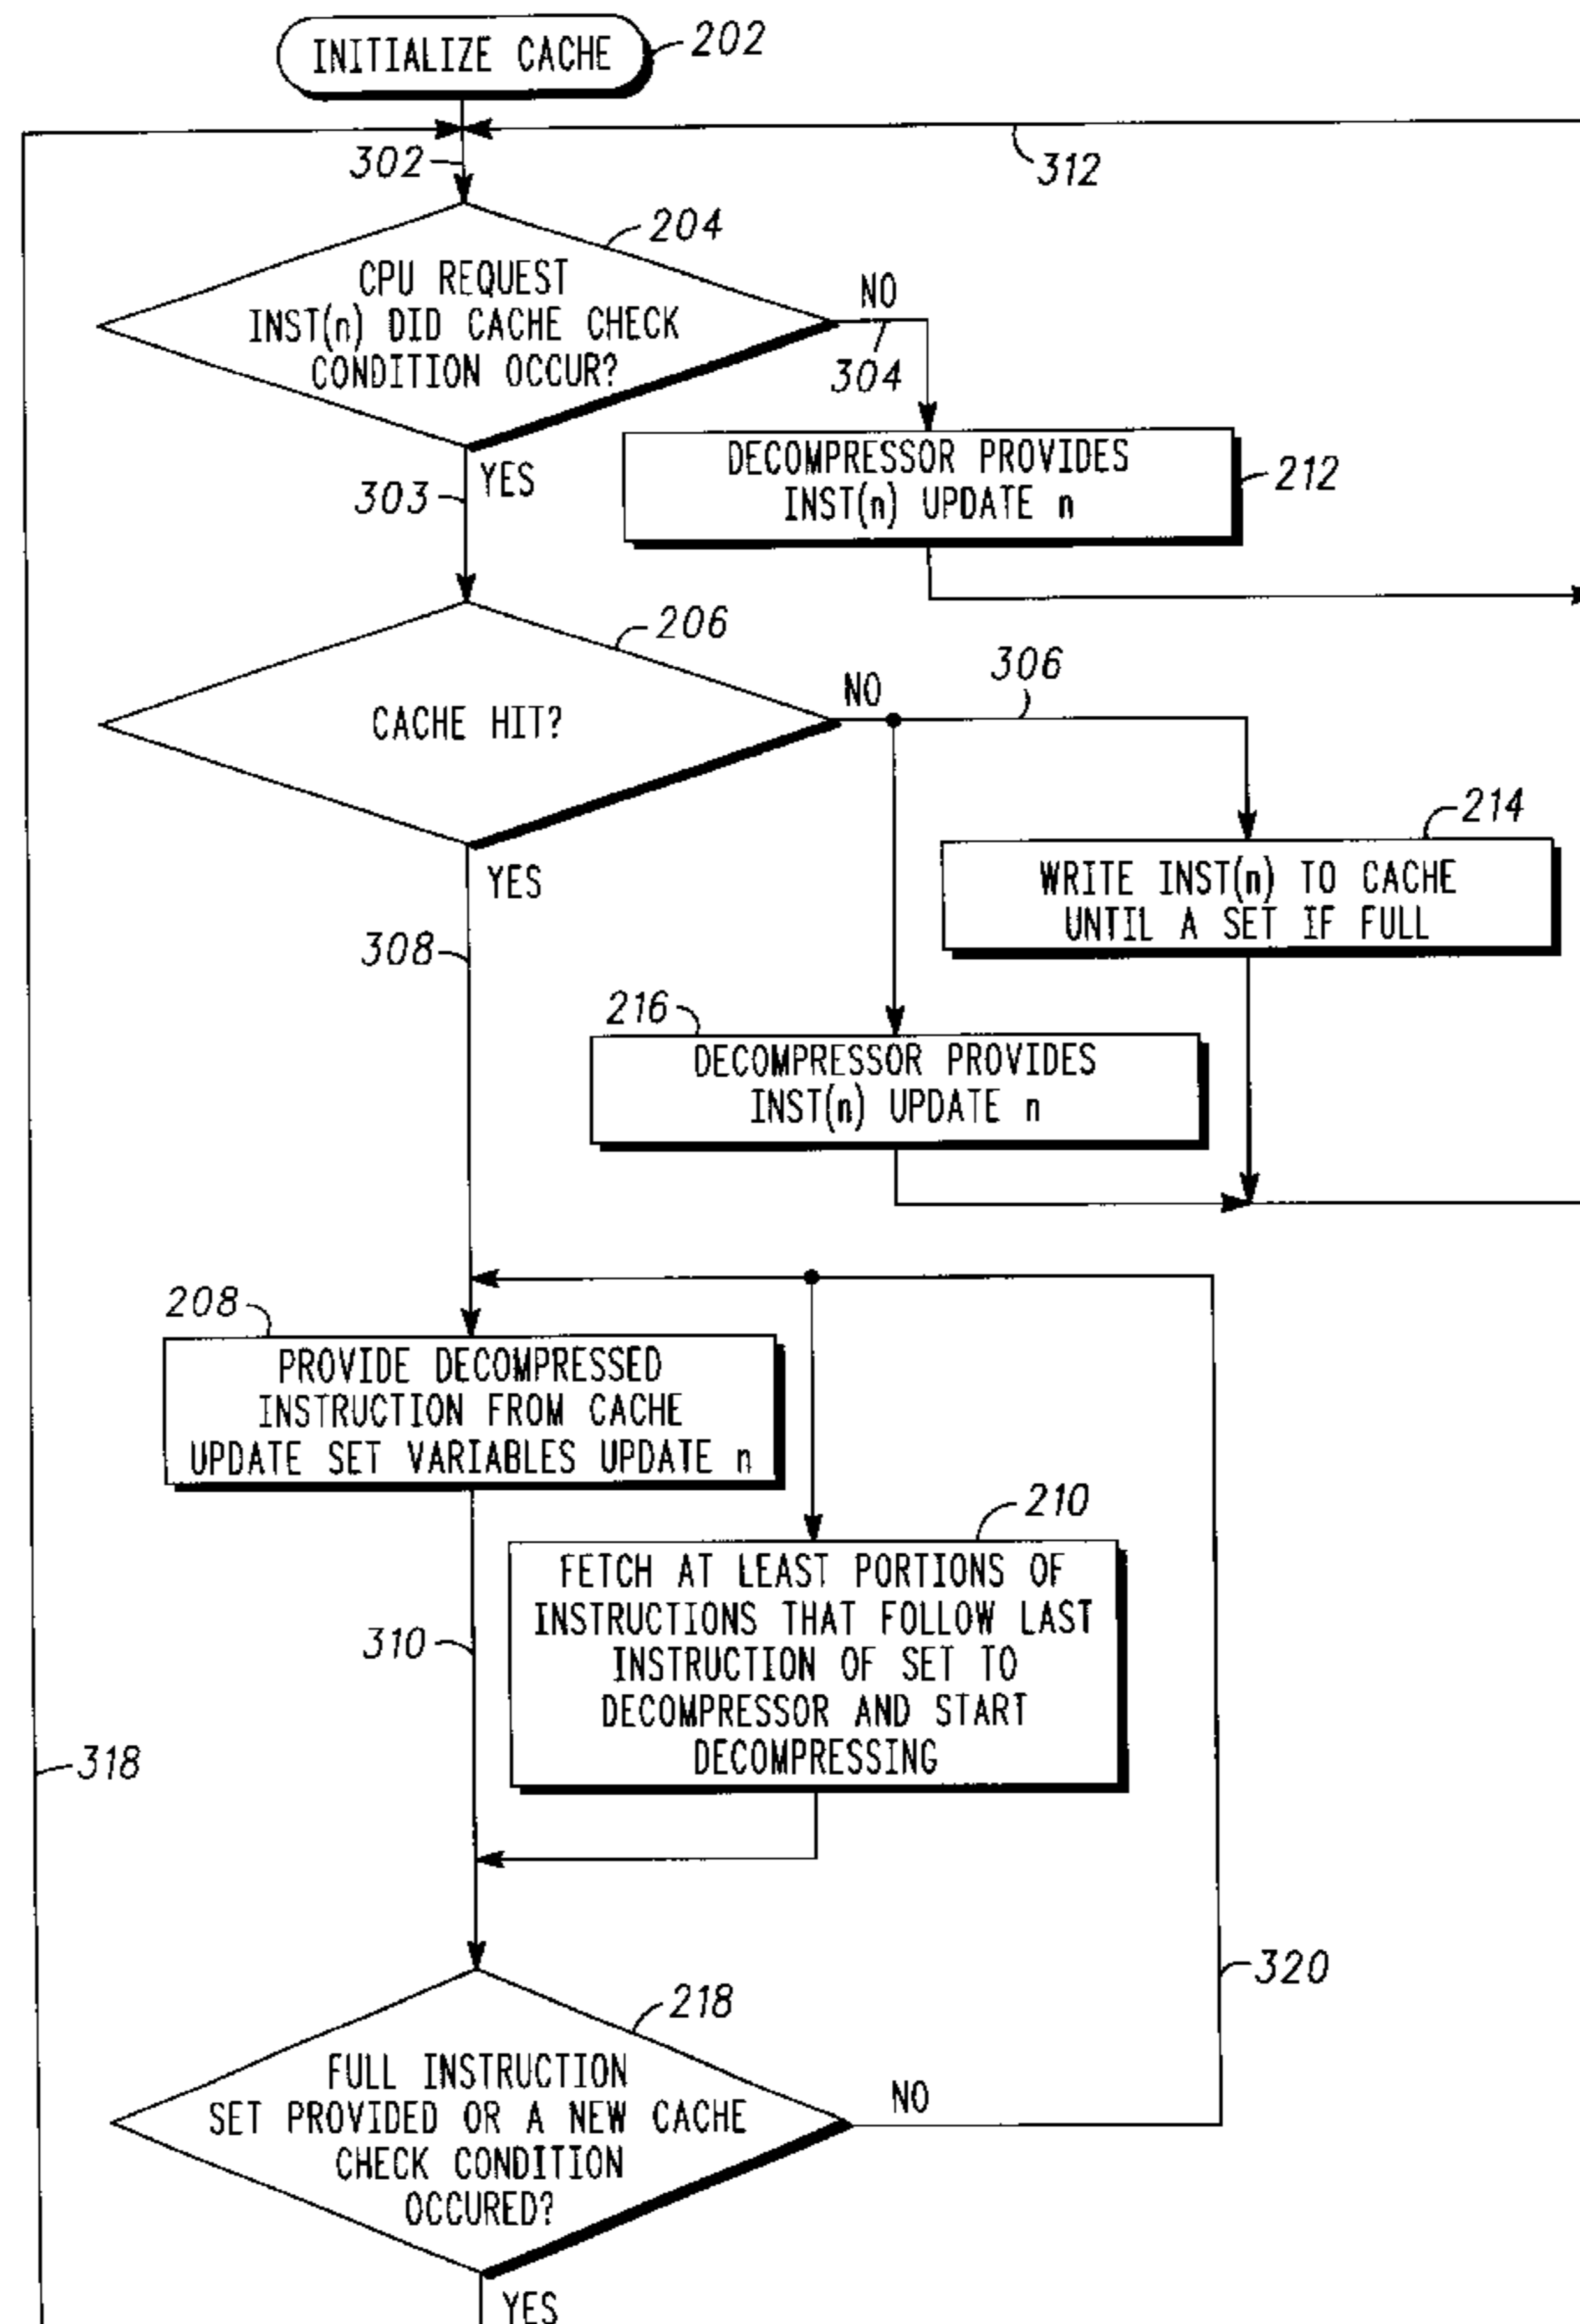 INITIALIZE CACHE
202
302
312
204
CPU REQUEST
INST(n) DID CACHE CHECK
CONDITION OCCUR?
NO
304
YES
303
DECOMPRESSOR PROVIDES
INST(n) UPDATE n
212
206
CACHE HIT?
NO
306
YES
308
214
WRITE INST(n) TO CACHE
UNTIL A SET IF FULL
216
DECOMPRESSOR PROVIDES
INST(n) UPDATE n
208
PROVIDE DECOMPRESSED
INSTRUCTION FROM CACHE
UPDATE SET VARIABLES UPDATE n
210
FETCH AT LEAST PORTIONS OF
INSTRUCTIONS THAT FOLLOW LAST
INSTRUCTION OF SET TO
DECOMPRESSOR AND START
DECOMPRESSING
310
318
320
218
FULL INSTRUCTION
SET PROVIDED OR A NEW CACHE
CHECK CONDITION
OCCURED?
NO
YES